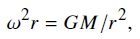 ω²r = GM/r²,